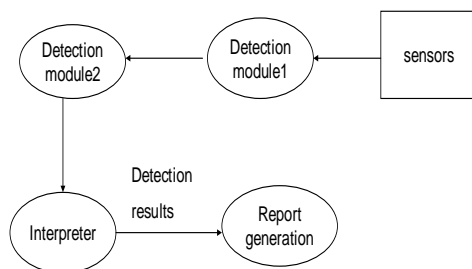 Detection
module2
Detection
module1
sensors
Detection
results
Interpreter
Report
generation